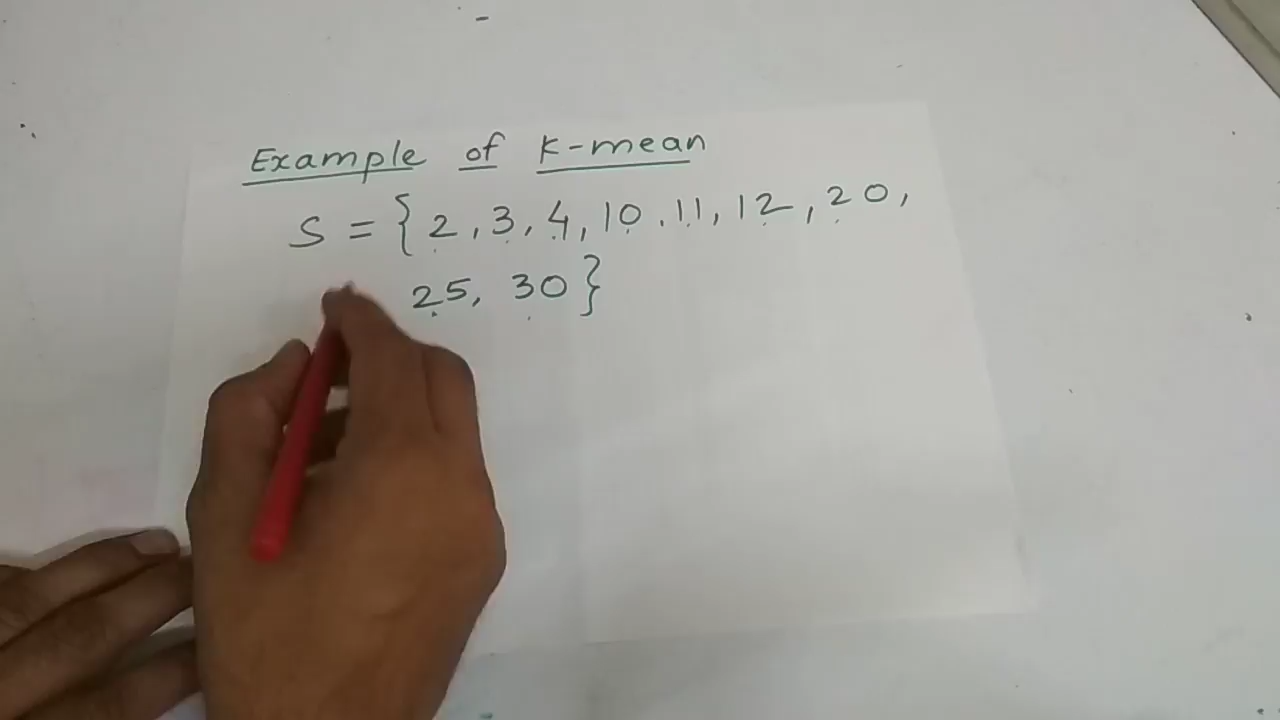 Example of K-mean
S = {2, 3, 4, 10, 11, 12, 20,
25, 30}